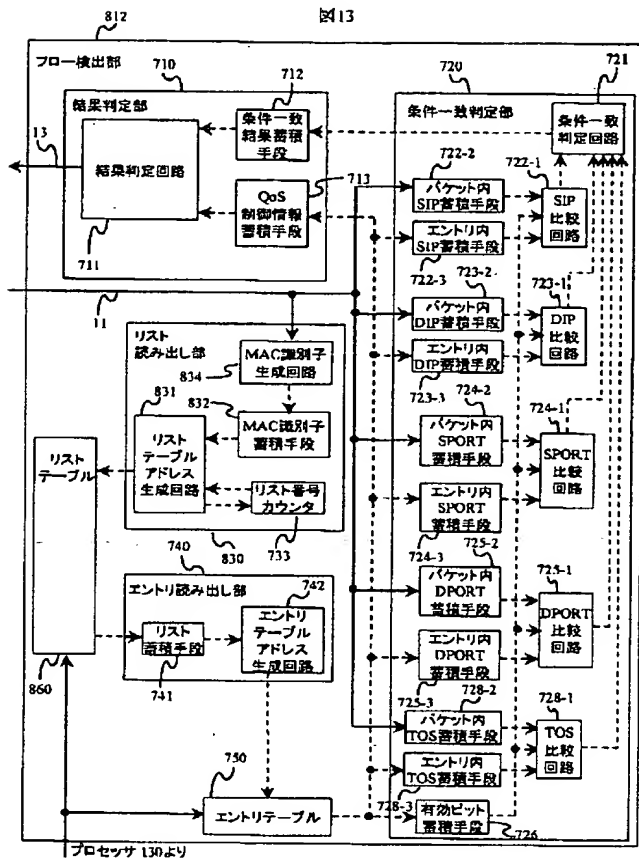 図13
812
フロー検出部
710
結果判定部
712
条件一致
結果蓄積
手段
13
結果判定回路
711
QoS
制御情報
蓄積手段
713
720
条件一致判定部
721
条件一致
判定回路
722-2
パケット内
SIP蓄積手段
722-1
SIP
比較
回路
エントリ内
SIP蓄積手段
722-3
723-2
パケット内
DIP蓄積手段
723-1
DIP
比較
回路
エントリ内
DIP蓄積手段
723-3
724-2
パケット内
SPORT
蓄積手段
724-1
SPORT
比較
回路
エントリ内
SPORT
蓄積手段
724-3
725-2
パケット内
DPORT
蓄積手段
725-1
DPORT
比較
回路
エントリ内
DPORT
蓄積手段
725-3
728-2
パケット内
TOS蓄積手段
728-1
TOS
比較
回路
エントリ内
TOS蓄積手段
728-3
有効ビット
蓄積手段
726
11
リスト
読み出し部
MAC識別子
生成回路
834
832
MAC識別子
蓄積手段
831
リスト
テーブル
アドレス
生成回路
リスト番号
カウンタ
733
830
リスト
テーブル
860
740
エントリ読み出し部
742
リスト
蓄積手段
741
エントリ
テーブル
アドレス
生成回路
750
エントリテーブル
プロセッサ130より